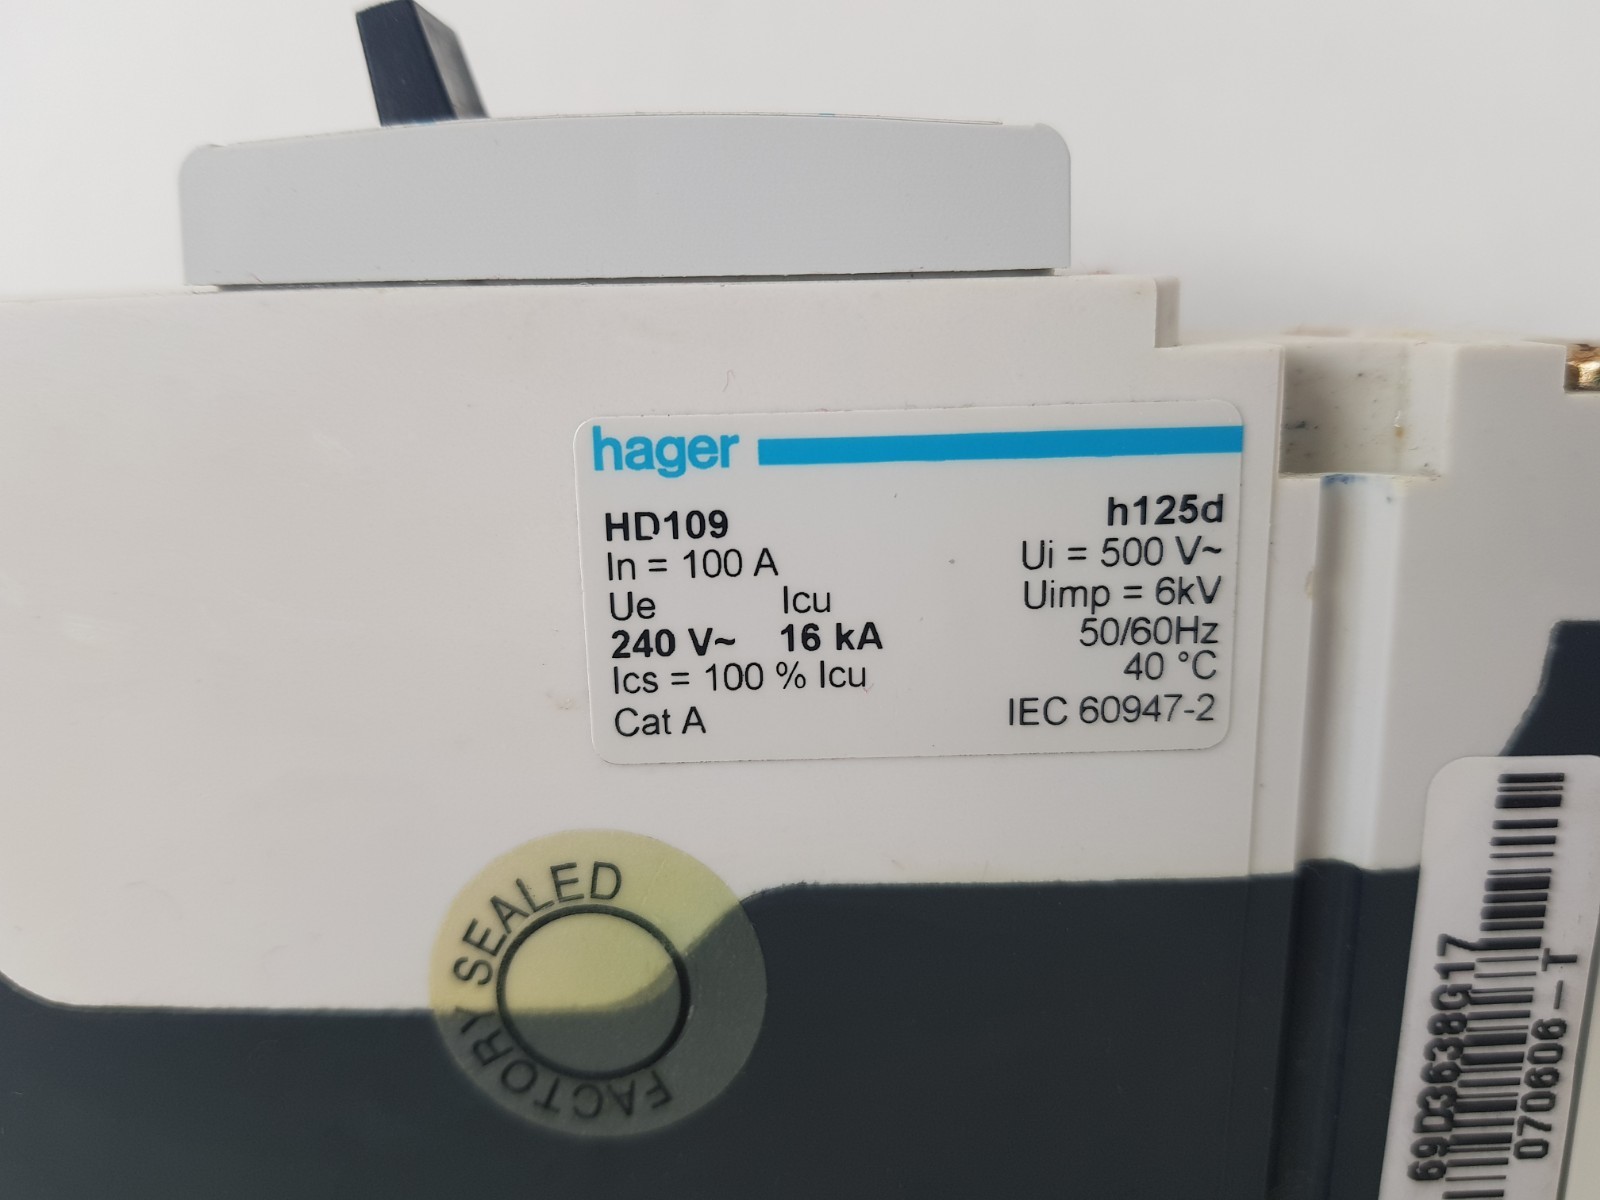 hager
HD109 h125d
In = 100 A Ui = 500 V~
Ue Icu Uimp = 6kV
240 V~ 16 kA 50/60Hz
Ics = 100 % Icu 40 °C
Cat A IEC 60947-2
FACTORY SEALED
69D3638G17
070606-T